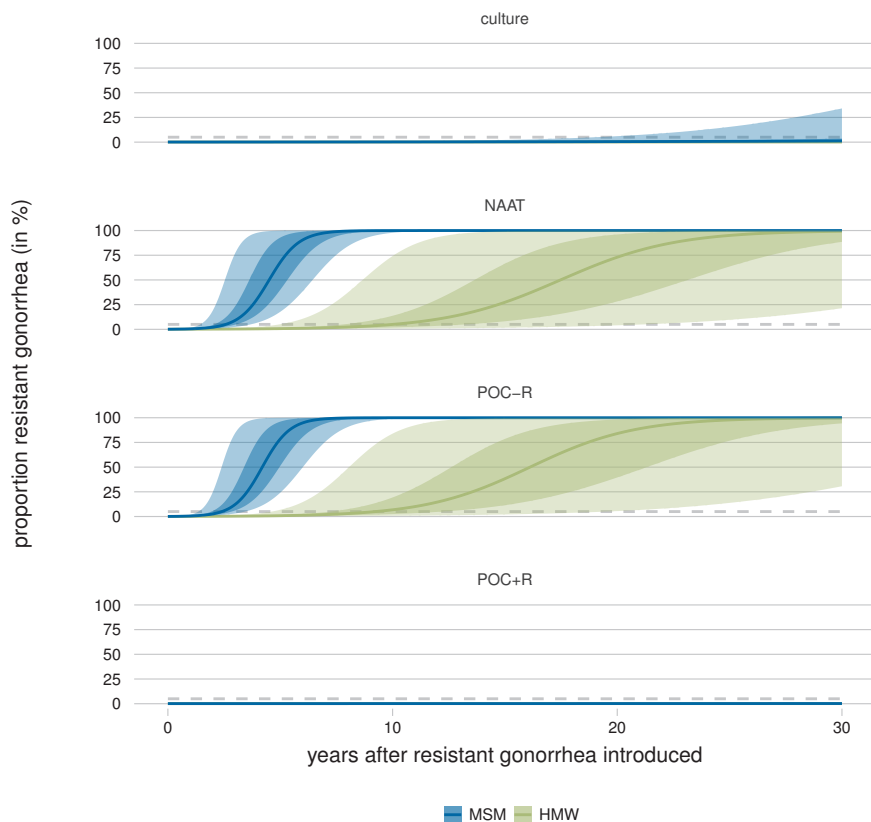 culture
100
75
50
25
0
NAAT
100
75
50
25
0
POC−R
100
75
50
25
0
POC+R
100
75
50
25
0
0 10 20 30
years after resistant gonorrhea introduced
proportion resistant gonorrhea (in %)
MSM HMW